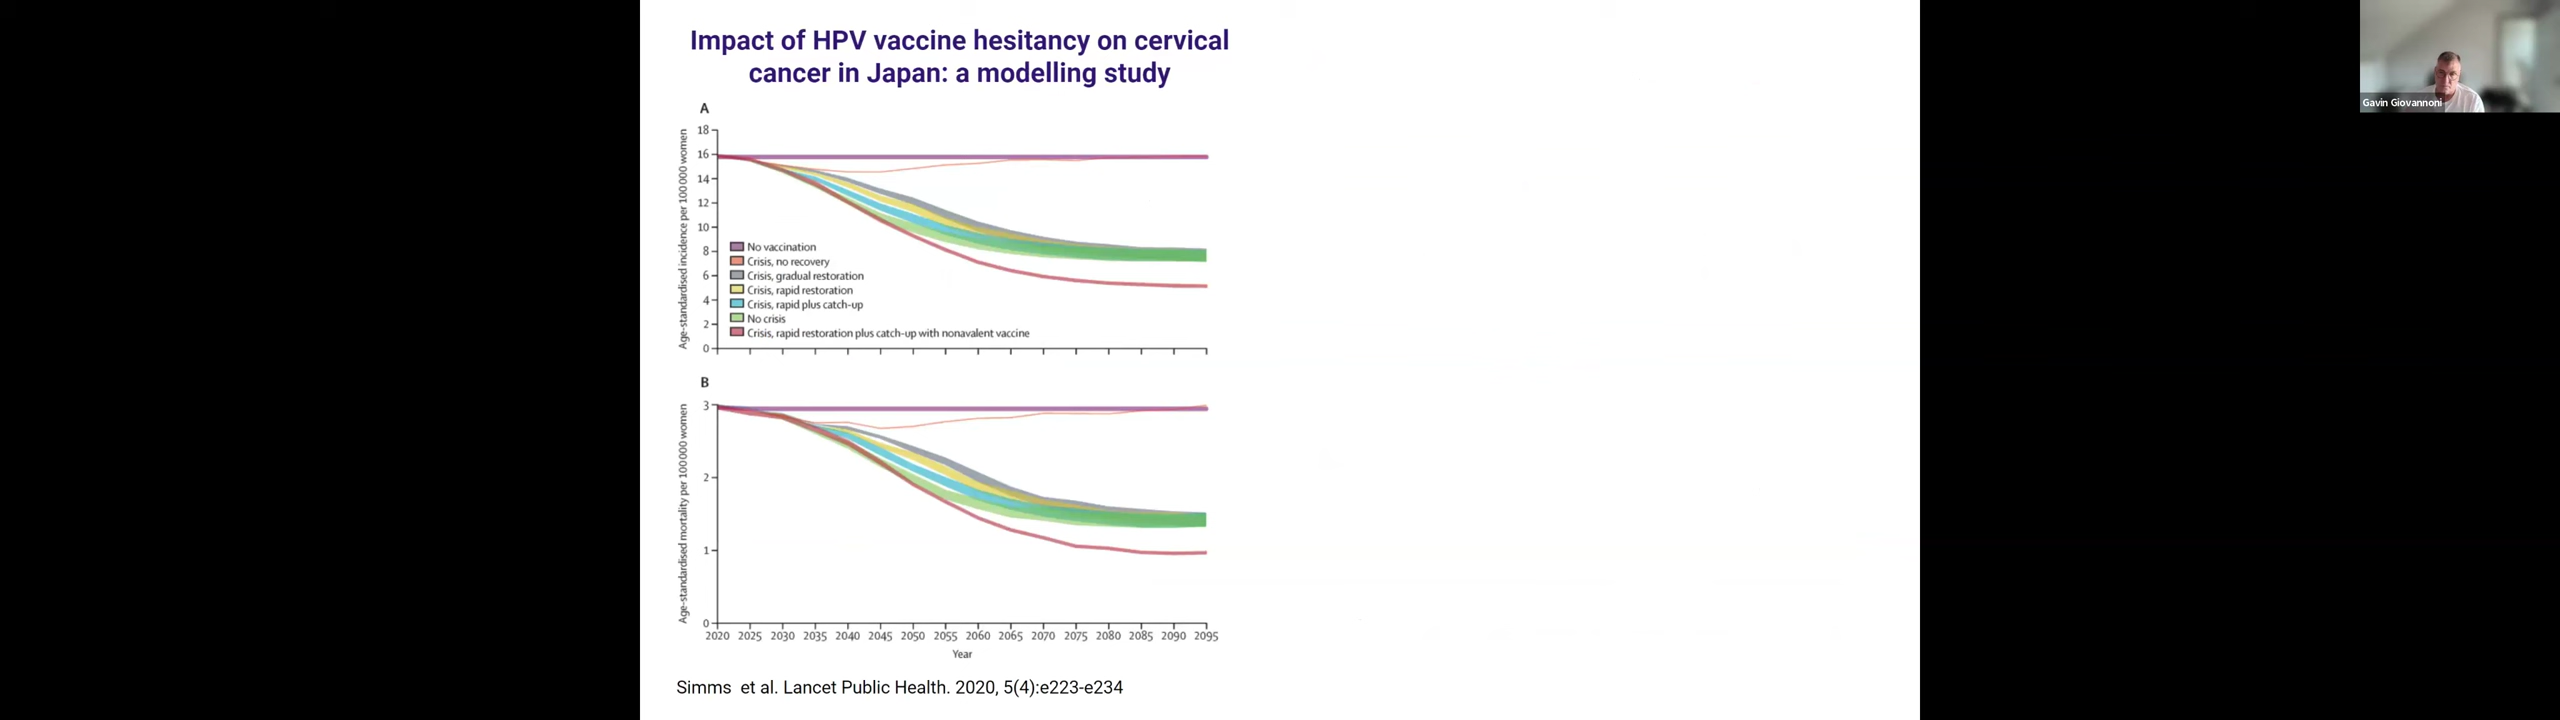 Impact of HPV vaccine hesitancy on cervical
cancer in Japan: a modelling study
A
Age-standardised incidence per 100 000 women
18
16
14
12
10
8
6
4
2
0
No vaccination
Crisis, no recovery
Crisis, gradual restoration
Crisis, rapid restoration
Crisis, rapid plus catch-up
No crisis
Crisis, rapid restoration plus catch-up with nonavalent vaccine
B
Age-standardised mortality per 100 000 women
3
2
1
0
2020 2025 2030 2035 2040 2045 2050 2055 2060 2065 2070 2075 2080 2085 2090 2095
Year
Simms et al. Lancet Public Health. 2020, 5(4):e223-e234
Gavin Giovannoni